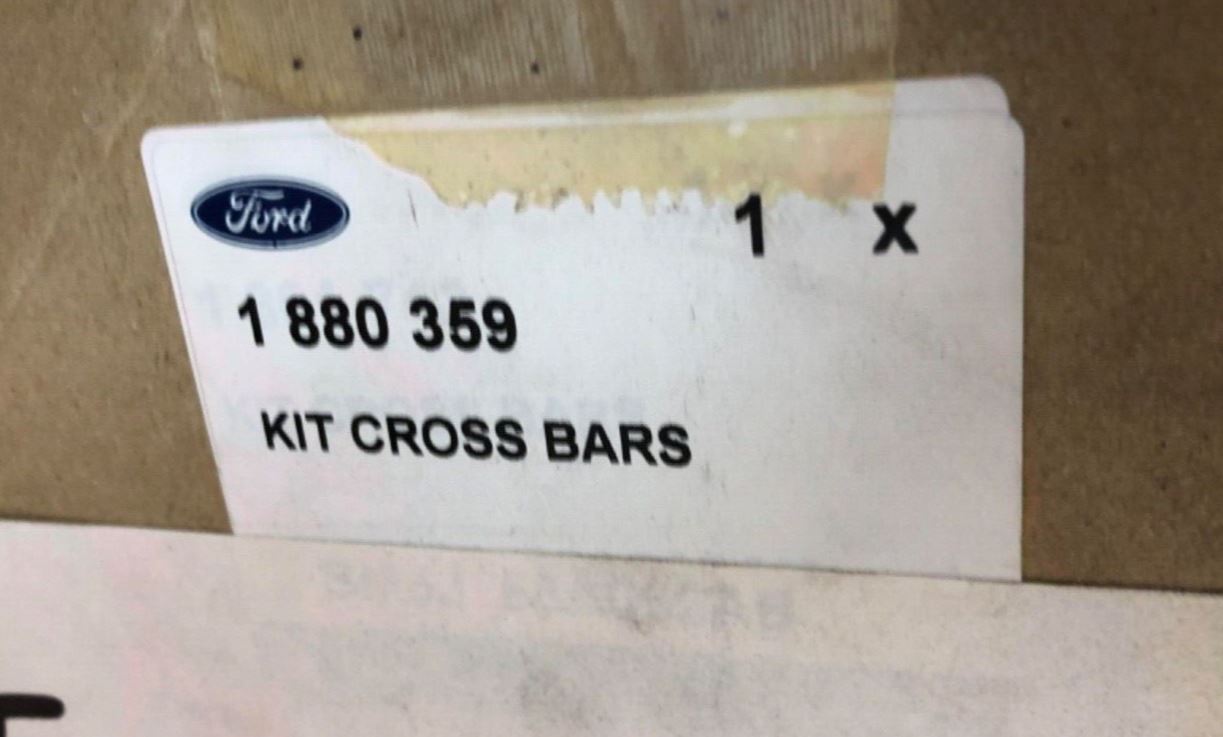 Ford
1 X
1 880 359
KIT CROSS BARS